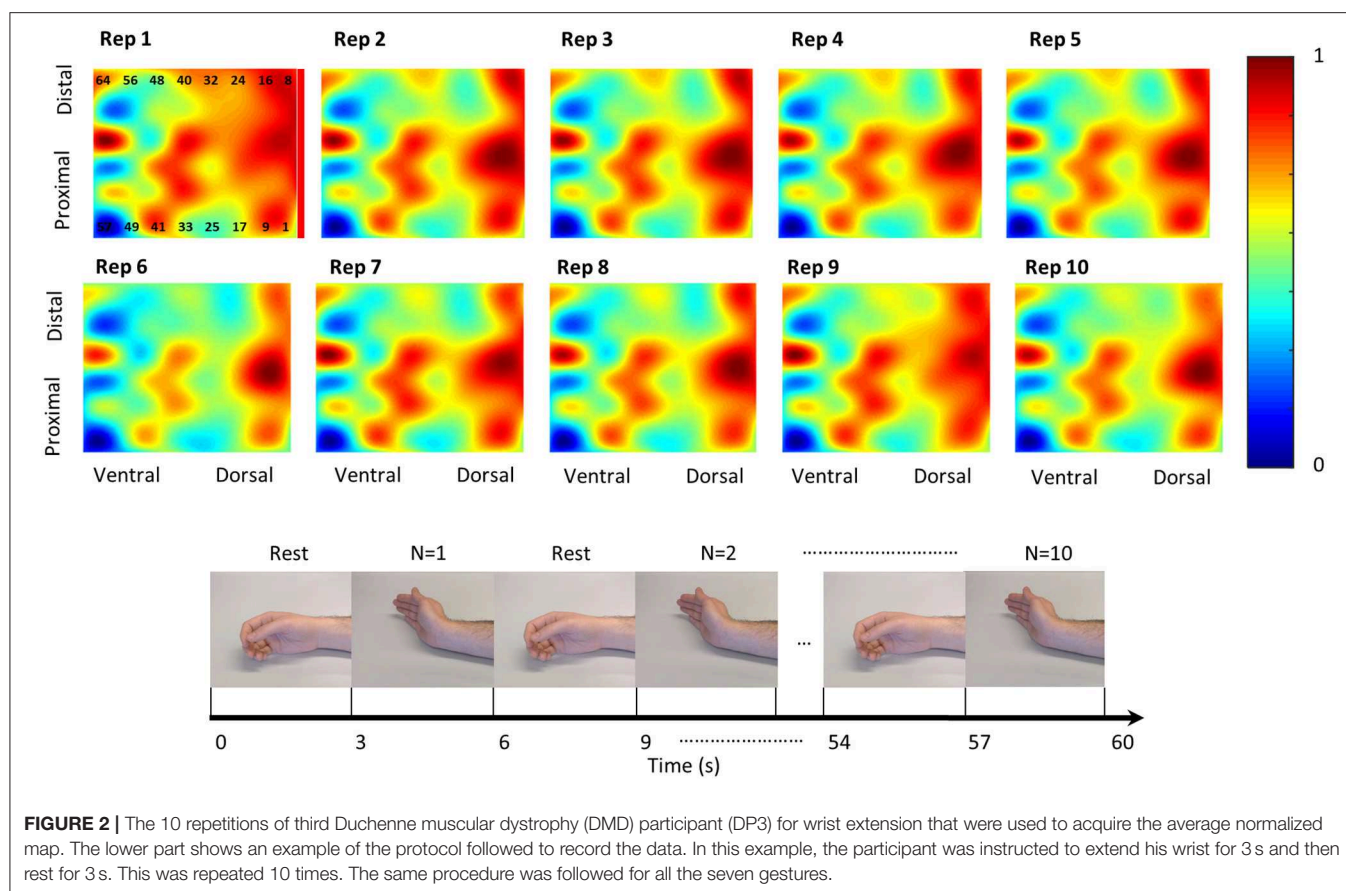 Rep 1 Rep 2 Rep 3 Rep 4 Rep 5
Distal
Proximal
64 56 48 40 32 24 16 8
57 49 41 33 25 17 9 1
1
0
Rep 6 Rep 7 Rep 8 Rep 9 Rep 10
Distal
Proximal
Ventral Dorsal Ventral Dorsal Ventral Dorsal Ventral Dorsal Ventral Dorsal
Rest N=1 Rest N=2 ................................ N=10
...
0 3 6 9 ......................... 54 57 60
Time (s)
FIGURE 2 | The 10 repetitions of third Duchenne muscular dystrophy (DMD) participant (DP3) for wrist extension that were used to acquire the average normalized
map. The lower part shows an example of the protocol followed to record the data. In this example, the participant was instructed to extend his wrist for 3 s and then
rest for 3 s. This was repeated 10 times. The same procedure was followed for all the seven gestures.